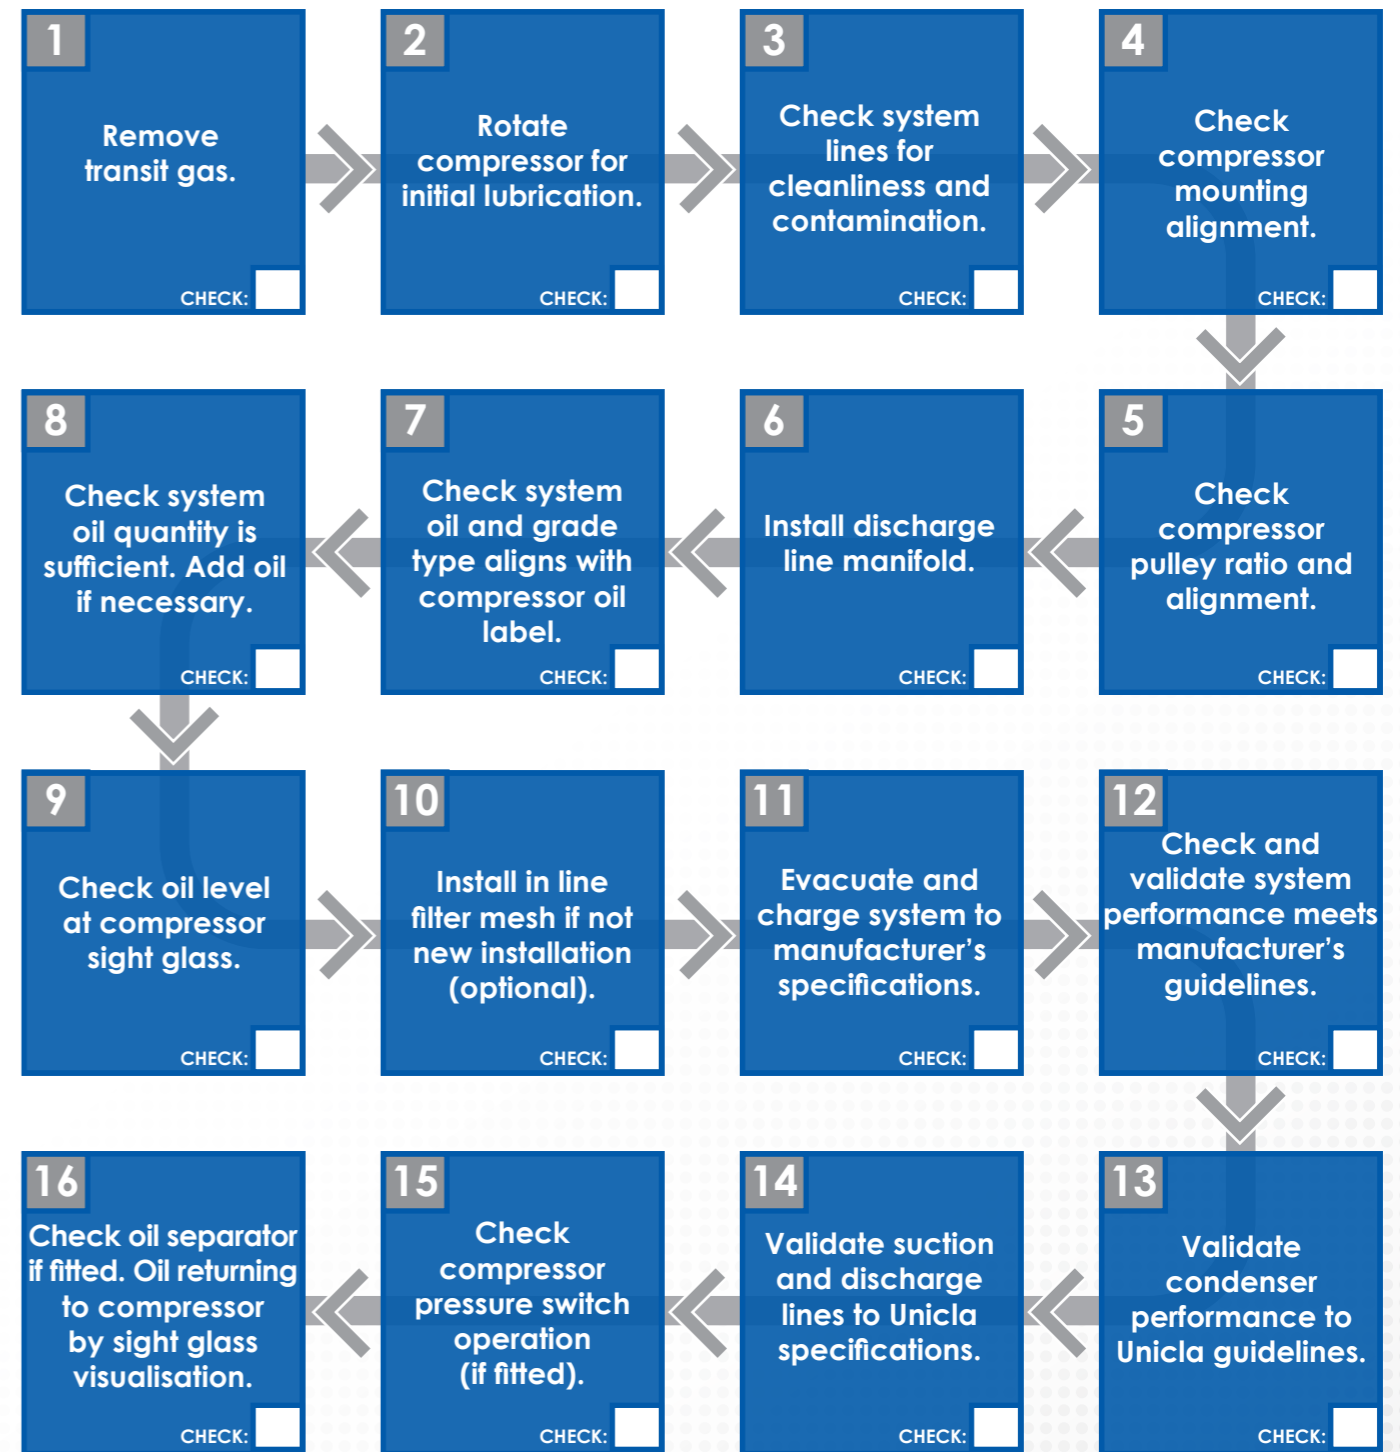 1
Remove
transit gas.
CHECK:
2
Rotate
compressor for
initial lubrication.
CHECK:
3
Check system
lines for
cleanliness and
contamination.
CHECK:
4
Check
compressor
mounting
alignment.
CHECK:
5
Check
compressor
pulley ratio and
alignment.
CHECK:
6
Install discharge
line manifold.
CHECK:
7
Check system
oil and grade
type aligns with
compressor oil
label.
CHECK:
8
Check system
oil quantity is
sufficient. Add oil
if necessary.
CHECK:
9
Check oil level
at compressor
sight glass.
CHECK:
10
Install in line
filter mesh if not
new installation
(optional).
CHECK:
11
Evacuate and
charge system to
manufacturer’s
specifications.
CHECK:
12
Check and
validate system
performance meets
manufacturer’s
guidelines.
CHECK:
13
Validate
condenser
performance to
Unicla guidelines.
CHECK:
14
Validate suction
and discharge
lines to Unicla
specifications.
CHECK:
15
Check
compressor
pressure switch
operation
(if fitted).
CHECK:
16
Check oil separator
if fitted. Oil returning
to compressor
by sight glass
visualisation.
CHECK: